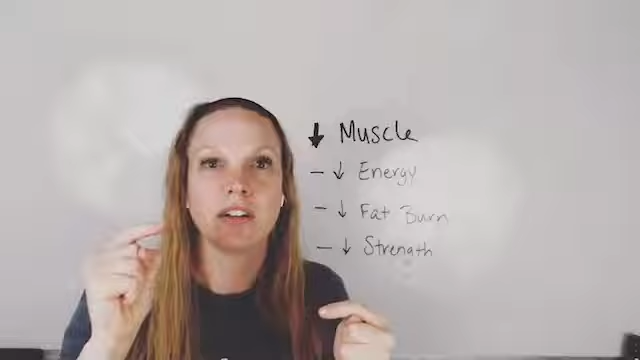 ↓ Muscle
- ↓ Energy
- ↓ Fat Burn
- ↓ Strength